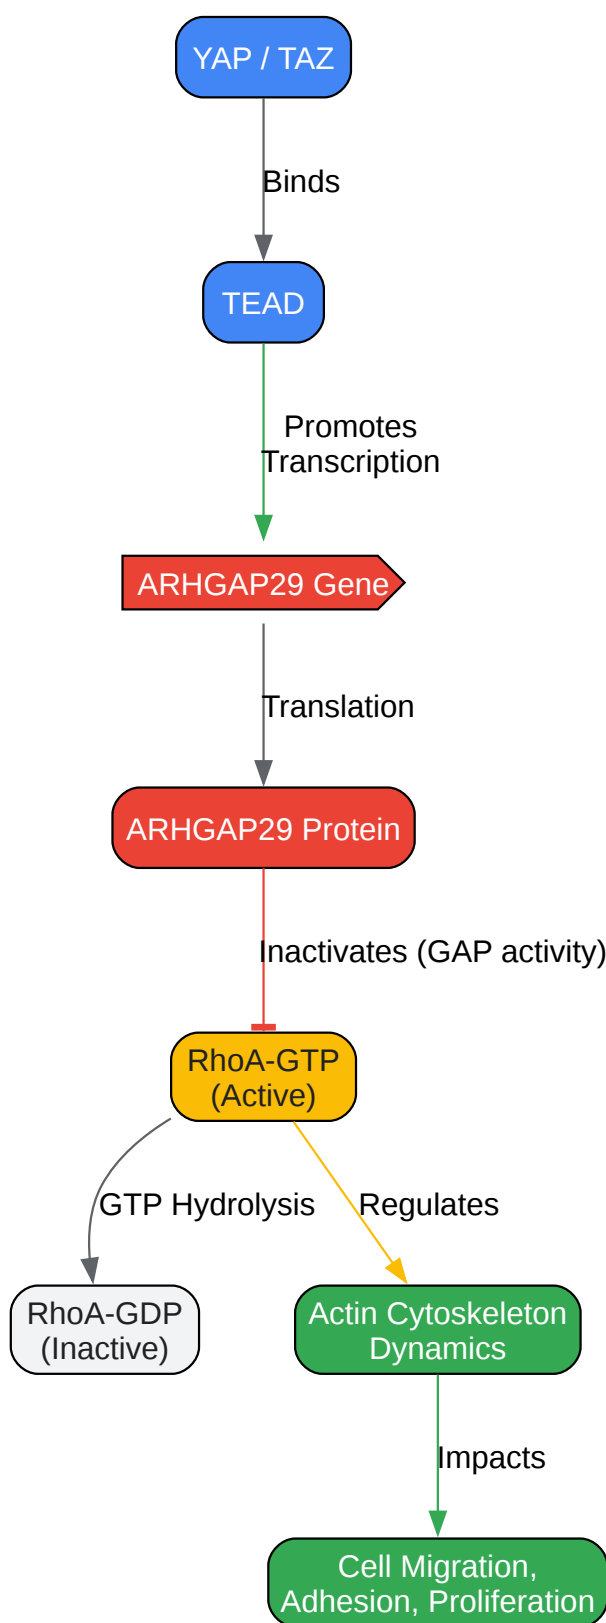 YAP / TAZ
Binds
TEAD
Promotes
Transcription
ARHGAP29 Gene
Translation
ARHGAP29 Protein
Inactivates (GAP activity)
RhoA-GTP
(Active)
GTP Hydrolysis
Regulates
RhoA-GDP
(Inactive)
Actin Cytoskeleton
Dynamics
Impacts
Cell Migration,
Adhesion, Proliferation